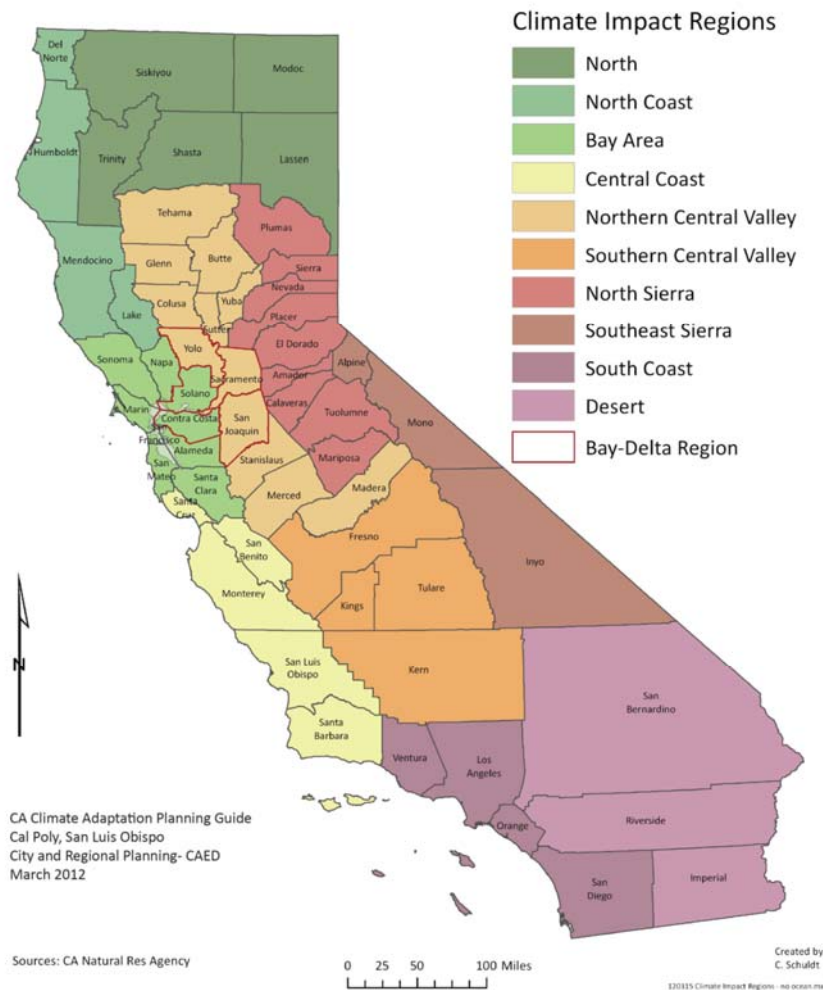 Climate Impact Regions
North
North Coast
Bay Area
Central Coast
Northern Central Valley
Southern Central Valley
North Sierra
Southeast Sierra
South Coast
Desert
Bay-Delta Region
Del
Norte
Siskiyou
Modoc
Humboldt
Trinity
Shasta
Lassen
Tehama
Plumas
Mendocino
Glenn
Butte
Sierra
Nevada
Colusa
Yuba
Placer
Lake
Sutter
El Dorado
Yolo
Alpine
Sonoma
Napa
Sacramento
Amador
Solano
Calaveras
Marin
Contra Costa
San
Joaquin
Tuolumne
Mono
San
Francisco
Alameda
Stanislaus
Mariposa
San
Mateo
Santa
Clara
Merced
Madera
Santa
Cruz
San
Benito
Fresno
Inyo
Monterey
Kings
Tulare
San Luis
Obispo
Kern
San
Bernardino
Santa
Barbara
Ventura
Los
Angeles
Orange
Riverside
San
Diego
Imperial
N
CA Climate Adaptation Planning Guide
Cal Poly, San Luis Obispo
City and Regional Planning- CAED
March 2012
Sources: CA Natural Res Agency
0 25 50 100 Miles
Created by
C. Schuldt
120315 Climate Impact Regions - no ocean.